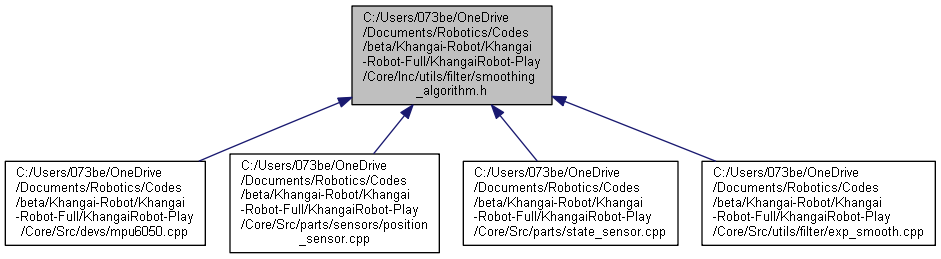 C:/Users/073be/OneDrive
/Documents/Robotics/Codes
/beta/Khangai-Robot/Khangai
-Robot-Full/KhangaiRobot-Play
/Core/Inc/utils/filter/smoothing
_algorithm.h
C:/Users/073be/OneDrive
/Documents/Robotics/Codes
/beta/Khangai-Robot/Khangai
-Robot-Full/KhangaiRobot-Play
/Core/Src/devs/mpu6050.cpp
C:/Users/073be/OneDrive
/Documents/Robotics/Codes
/beta/Khangai-Robot/Khangai
-Robot-Full/KhangaiRobot-Play
/Core/Src/parts/sensors/position
_sensor.cpp
C:/Users/073be/OneDrive
/Documents/Robotics/Codes
/beta/Khangai-Robot/Khangai
-Robot-Full/KhangaiRobot-Play
/Core/Src/parts/state_sensor.cpp
C:/Users/073be/OneDrive
/Documents/Robotics/Codes
/beta/Khangai-Robot/Khangai
-Robot-Full/KhangaiRobot-Play
/Core/Src/utils/filter/exp_smooth.cpp